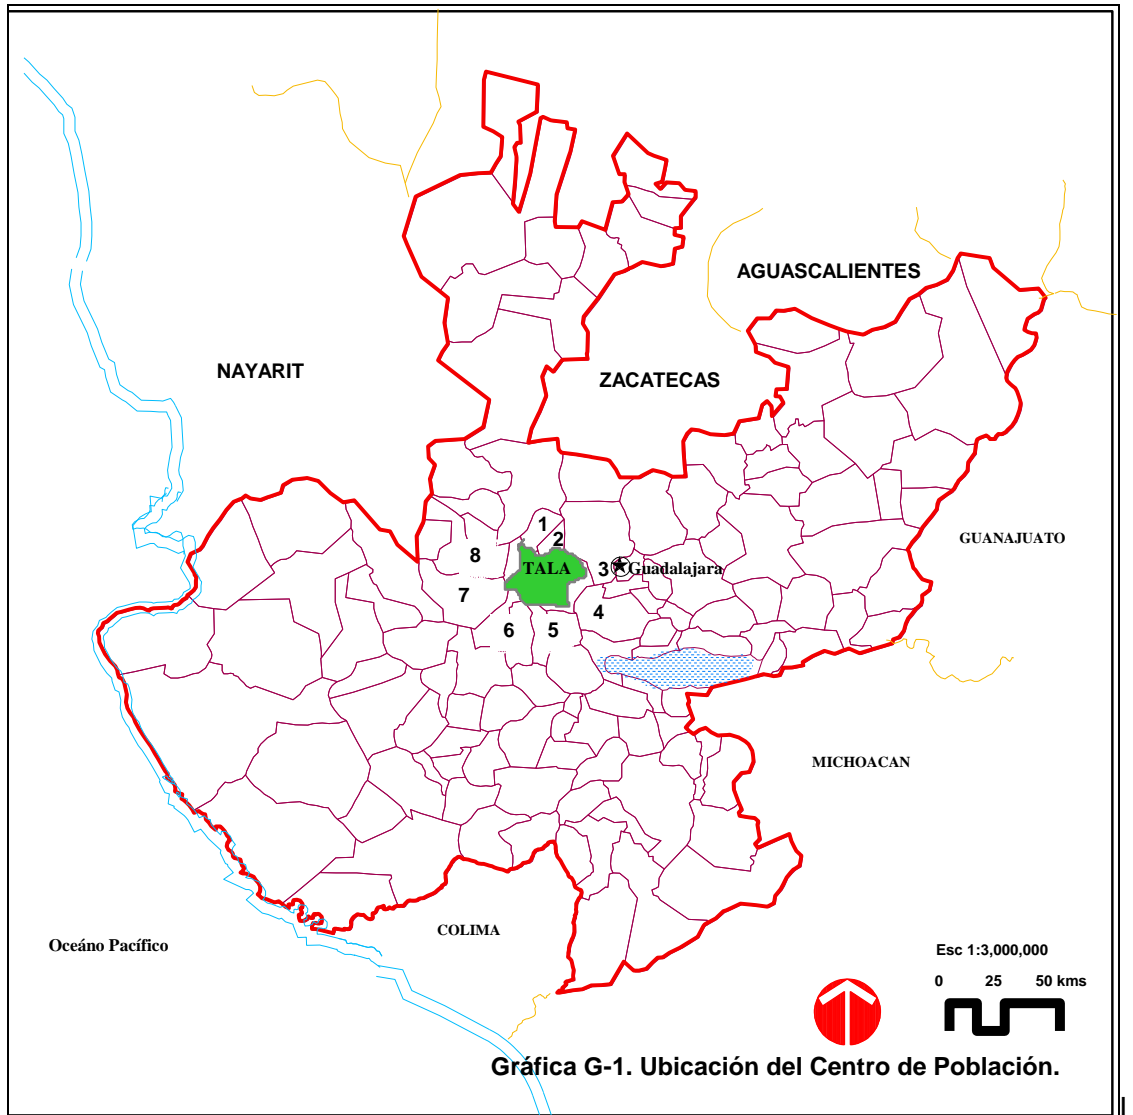 AGUASCALIENTES
NAYARIT
ZACATECAS
1
2
GUANAJUATO
8
TALA
3
Guadalajara
7
4
6
5
MICHOACAN
COLIMA
Oceáno Pacífico
Esc 1:3,000,000
0 25 50 kms
Gráfica G-1. Ubicación del Centro de Población.